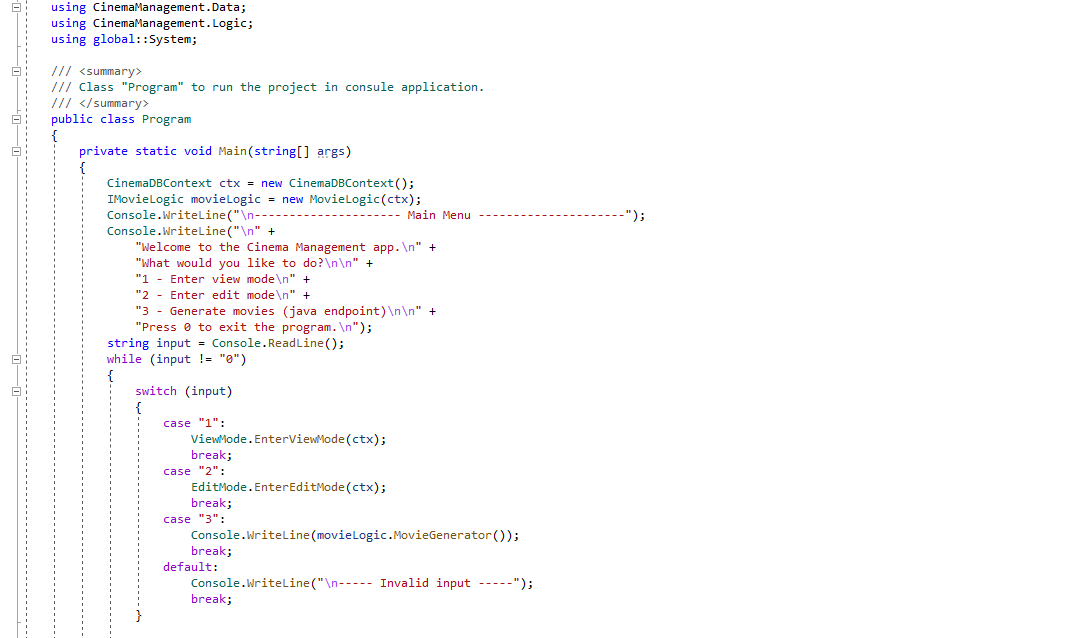 using CinemaManagement.Data;
using CinemaManagement.Logic;
using global::System;
/// <summary>
/// Class "Program" to run the project in consule application.
/// </summary>
public class Program
{
private static void Main(string[] args)
{
CinemaDBContext ctx = new CinemaDBContext();
IMovieLogic movieLogic = new MovieLogic(ctx);
Console.WriteLine("\n--------------------- Main Menu ---------------------");
Console.WriteLine("\n" +
"Welcome to the Cinema Management app.\n" +
"What would you like to do?\n\n" +
"1 - Enter view mode\n" +
"2 - Enter edit mode\n" +
"3 - Generate movies (java endpoint)\n\n" +
"Press 0 to exit the program.\n");
string input = Console.ReadLine();
while (input != "0")
{
switch (input)
{
case "1":
ViewMode.EnterViewMode(ctx);
break;
case "2":
EditMode.EnterEditMode(ctx);
break;
case "3":
Console.WriteLine(movieLogic.MovieGenerator());
break;
default:
Console.WriteLine("\n----- Invalid input -----");
break;
}